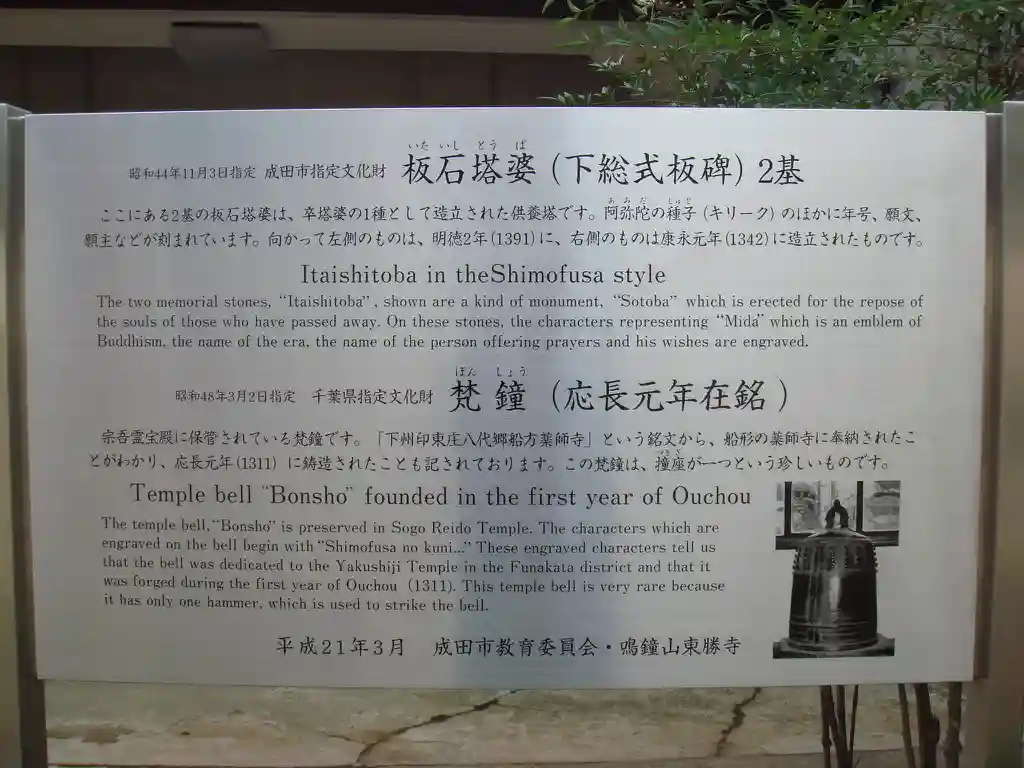 いた いし とう ば
昭和44年11月3日指定 成田市指定文化財 板石塔婆（下総式板碑）2基
あみだ しゅじ
ここにある2基の板石塔婆は、卒塔婆の1種として造立された供養塔です。阿弥陀の種子（キリーク）のほかに年号、願文、
願主などが刻まれています。向かって左側のものは、明徳2年(1391)に、右側のものは康永元年(1342)に造立されたものです。
Itaishitoba in theShimofusa style
The two memorial stones, “Itaishitoba”, shown are a kind of monument, “Sotoba” which is erected for the repose of
the souls of those who have passed away. On these stones, the characters representing “Mida” which is an emblem of
Buddhism, the name of the era, the name of the person offering prayers and his wishes are engraved.
ぼん しょう
昭和48年3月2日指定 千葉県指定文化財 梵鐘（応長元年在銘）
宗吾霊宝殿に保管されている梵鐘です。「下州印東庄八代郷船方薬師寺」という銘文から、船形の薬師寺に奉納されたこ
つきざ
とがわかり、応長元年(1311) に鋳造されたことも記されております。この梵鐘は、撞座が一つという珍しいものです。
Temple bell “Bonsho” founded in the first year of Ouchou
The temple bell,“Bonsho” is preserved in Sogo Reido Temple. The characters which are
engraved on the bell begin with “Shimofusa no kuni...” These engraved characters tell us
that the bell was dedicated to the Yakushiji Temple in the Funakata district and that it
was forged during the first year of Ouchou (1311). This temple bell is very rare because
it has only one hammer, which is used to strike the bell.
平成21年3月 成田市教育委員会・鳴鐘山東勝寺